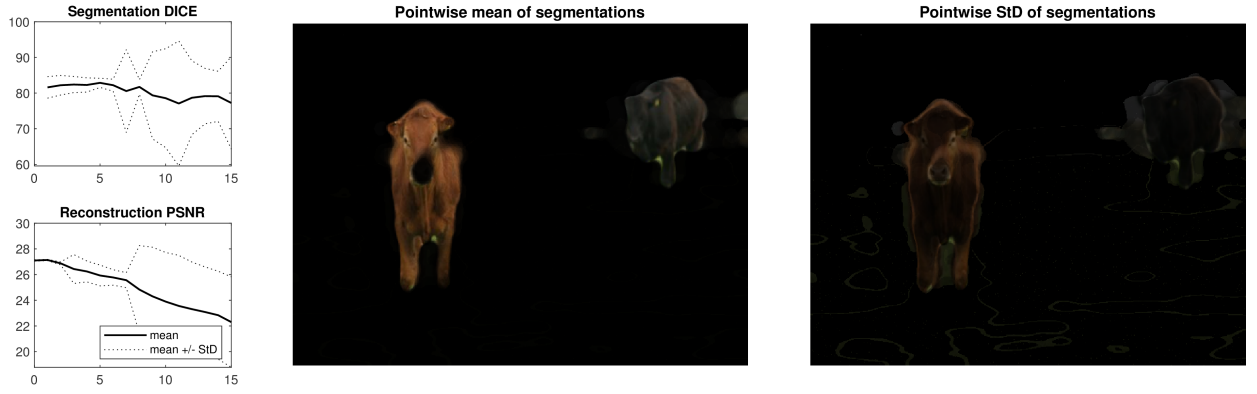 Segmentation DICE
100
90
80
70
60
0 5 10 15
Reconstruction PSNR
30
28
26
24
22
20
mean
mean +/- StD
0 5 10 15
Pointwise mean of segmentations
Pointwise StD of segmentations